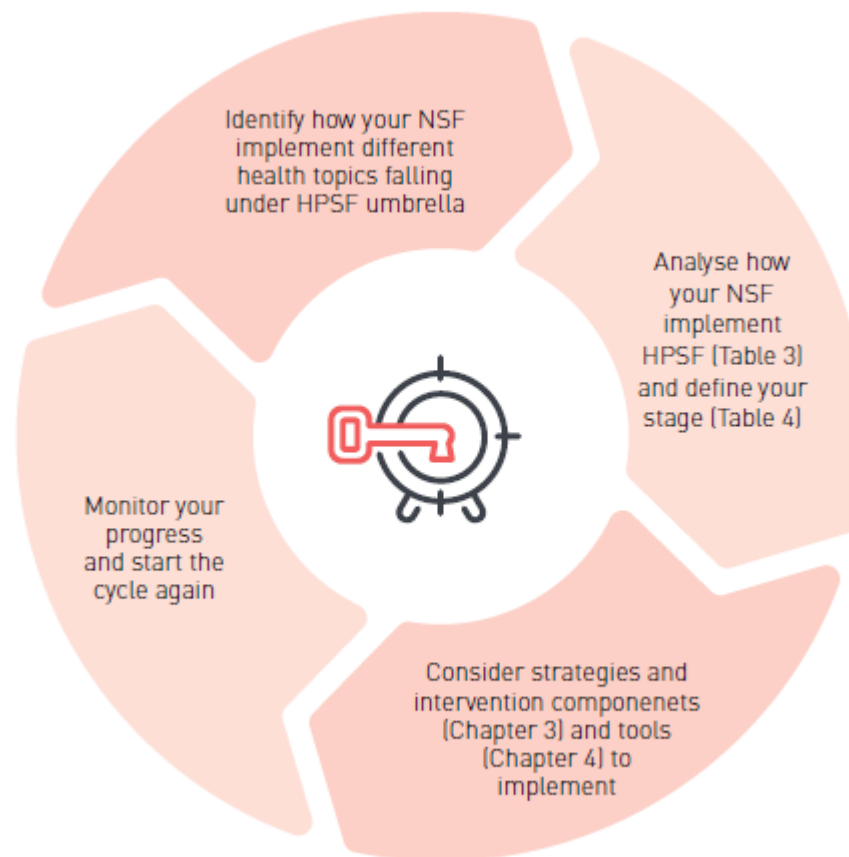 Identify how your NSF
implement different
health topics falling
under HPSF umbrella
Analyse how
your NSF
implement
HPSF (Table 3)
and define your
stage (Table 4)
Consider strategies and
intervention componenets
(Chapter 3) and tools
(Chapter 4) to
implement
Monitor your
progress
and start the
cycle again